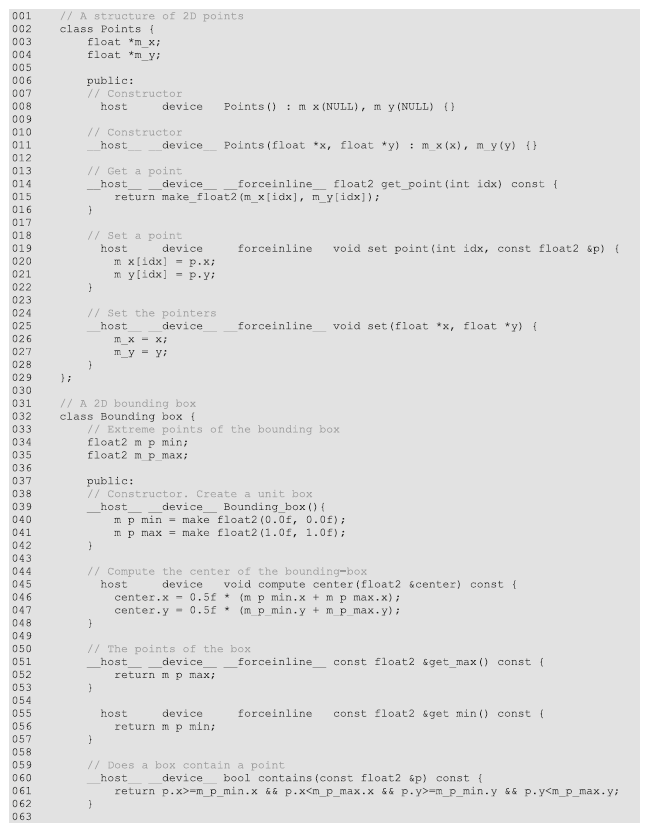 001 // A structure of 2D points
002 class Points {
003 float *m_x;
004 float *m_y;
005
006 public:
007 // Constructor
008 host device Points() : m x(NULL), m y(NULL) {}
009
010 // Constructor
011 __host__ __device__ Points(float *x, float *y) : m_x(x), m_y(y) {}
012
013 // Get a point
014 __host__ __device__ __forceinline__ float2 get_point(int idx) const {
015 return make_float2(m_x[idx], m_y[idx]);
016 }
017
018 // Set a point
019 host device forceinline void set point(int idx, const float2 &p) {
020 m x[idx] = p.x;
021 m y[idx] = p.y;
022 }
023
024 // Set the pointers
025 __host__ __device__ __forceinline__ void set(float *x, float *y) {
026 m_x = x;
027 m_y = y;
028 }
029 };
030
031 // A 2D bounding box
032 class Bounding box {
033 // Extreme points of the bounding box
034 float2 m p min;
035 float2 m_p_max;
036
037 public:
038 // Constructor. Create a unit box
039 __host__ __device__ Bounding_box(){
040 m p min = make float2(0.0f, 0.0f);
041 m p max = make float2(1.0f, 1.0f);
042 }
043
044 // Compute the center of the bounding-box
045 host device void compute center(float2 &center) const {
046 center.x = 0.5f * (m p min.x + m p max.x);
047 center.y = 0.5f * (m_p_min.y + m_p_max.y);
048 }
049
050 // The points of the box
051 __host__ __device__ __forceinline__ const float2 &get_max() const {
052 return m p max;
053 }
054
055 host device forceinline const float2 &get min() const {
056 return m p min;
057 }
058
059 // Does a box contain a point
060 __host__ __device__ bool contains(const float2 &p) const {
061 return p.x>=m_p_min.x && p.x<m_p_max.x && p.y>=m_p_min.y && p.y<m_p_max.y;
062 }
063